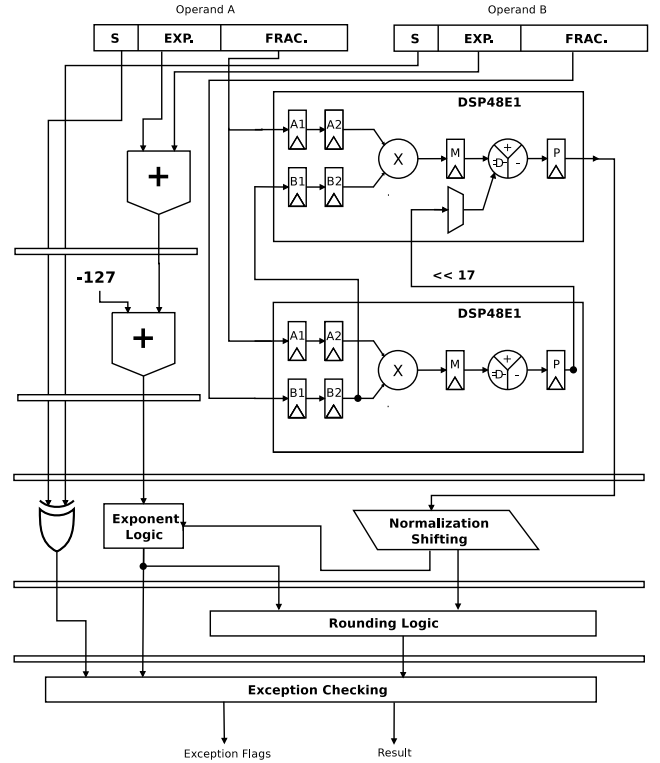 Operand A
Operand B
S EXP. FRAC.
S EXP. FRAC.
DSP48E1
A1 A2
B1 B2
X
M
+
=D-
-
P
+
<< 17
-127
+
DSP48E1
A1 A2
B1 B2
X
M
+
=D-
-
P
Exponent
Logic
Normalization
Shifting
Rounding Logic
Exception Checking
Exception Flags
Result